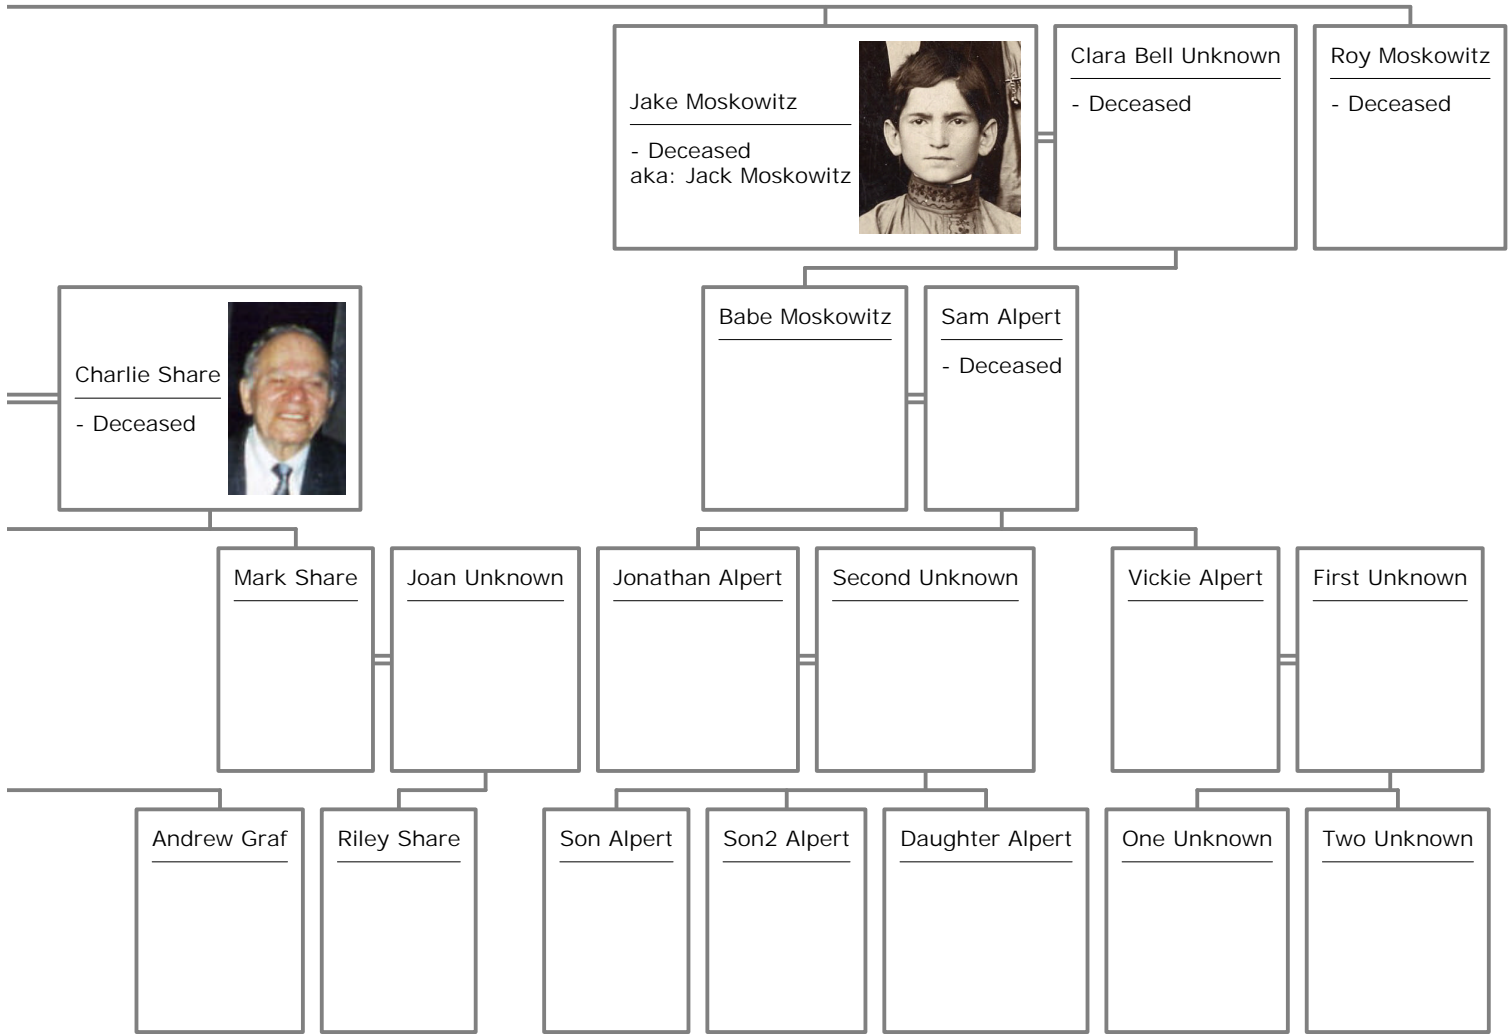 Jake Moskowitz
- Deceased
aka: Jack Moskowitz
Clara Bell Unknown
- Deceased
Roy Moskowitz
- Deceased
Charlie Share
- Deceased
Babe Moskowitz
Sam Alpert
- Deceased
Mark Share
Joan Unknown
Jonathan Alpert
Second Unknown
Vickie Alpert
First Unknown
Andrew Graf
Riley Share
Son Alpert
Son2 Alpert
Daughter Alpert
One Unknown
Two Unknown